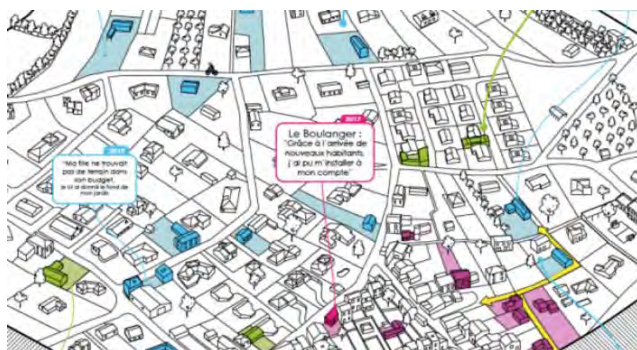 2017
Le Boulanger :
"Grâce à l'arrivée de
nouveaux habitants,
j'ai pu m'installer à
mon compte"
"Ma fille ne trouvait
pas de terrain dans
son budget,
je lui ai donné le fond de
mon jardin